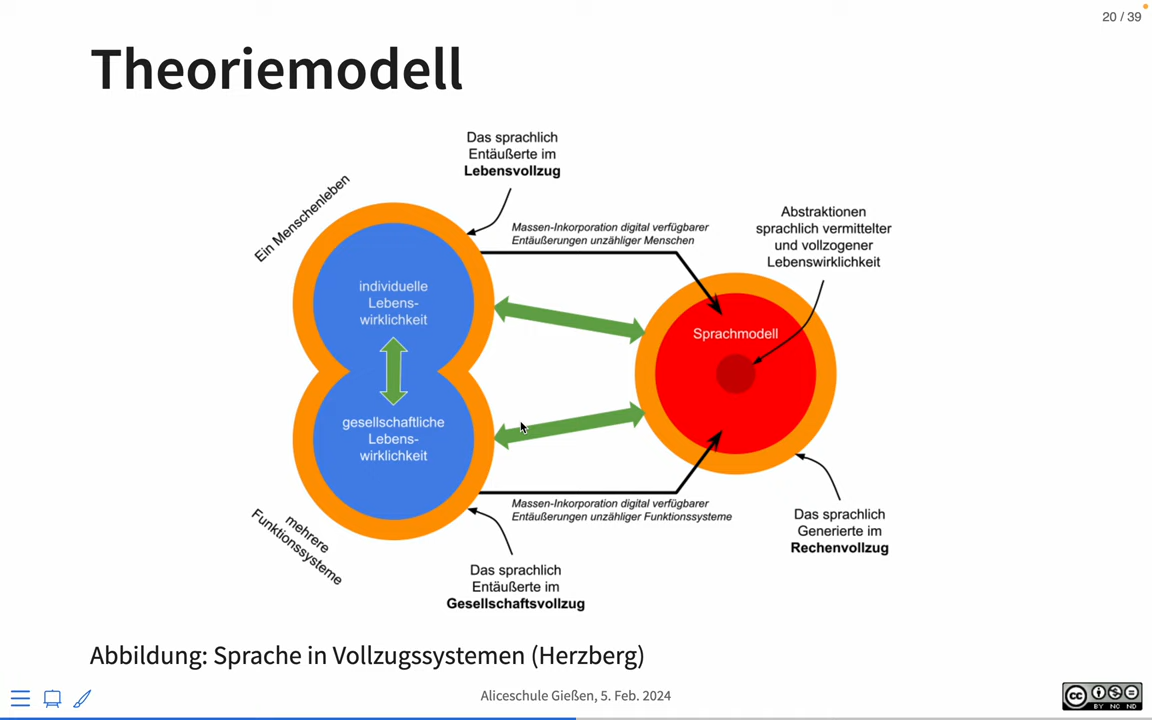 20 / 39
Theoriemodell
Das sprachlich
Entäußerte im
Lebensvollzug
Ein Menschenleben
Massen-Inkorporation digital verfügbarer
Entäußerungen unzähliger Menschen
Abstraktionen
sprachlich vermittelter
und vollzogener
Lebenswirklichkeit
individuelle
Lebens-
wirklichkeit
Sprachmodell
gesellschaftliche
Lebens-
wirklichkeit
mehrere
Funktionssysteme
Massen-Inkorporation digital verfügbarer
Entäußerungen unzähliger Funktionssysteme
Das sprachlich
Generierte im
Rechenvollzug
Das sprachlich
Entäußerte im
Gesellschaftsvollzug
Abbildung: Sprache in Vollzugssystemen (Herzberg)
Aliceschule Gießen, 5. Feb. 2024
CC
BY NC ND